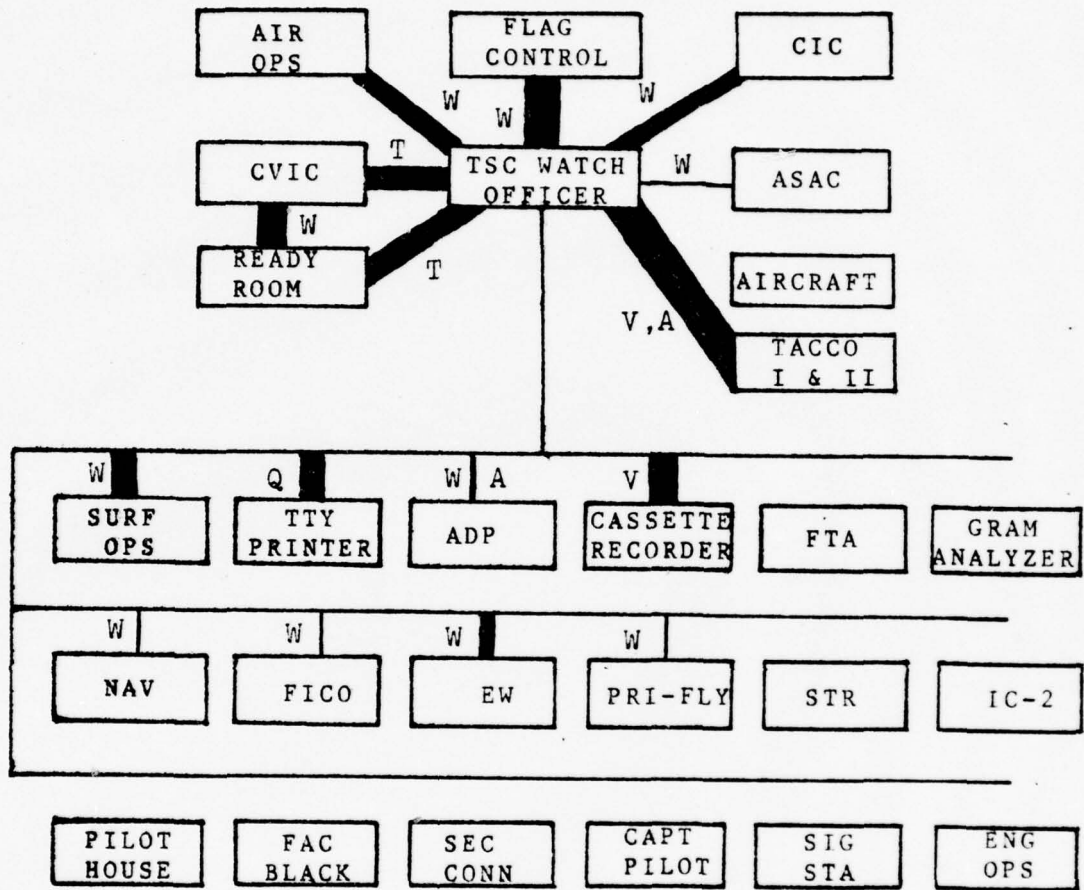 AIR
OPS
FLAG
CONTROL
CIC
W
W
W
CVIC
T
TSC WATCH
OFFICER
W
ASAC
W
READY
ROOM
T
AIRCRAFT
V,A
TACCO
I & II
W
Q
W A
V
SURF
OPS
TTY
PRINTER
ADP
CASSETTE
RECORDER
FTA
GRAM
ANALYZER
W
W
W
W
NAV
FICO
EW
PRI-FLY
STR
IC-2
PILOT
HOUSE
FAC
BLACK
SEC
CONN
CAPT
PILOT
SIG
STA
ENG
OPS